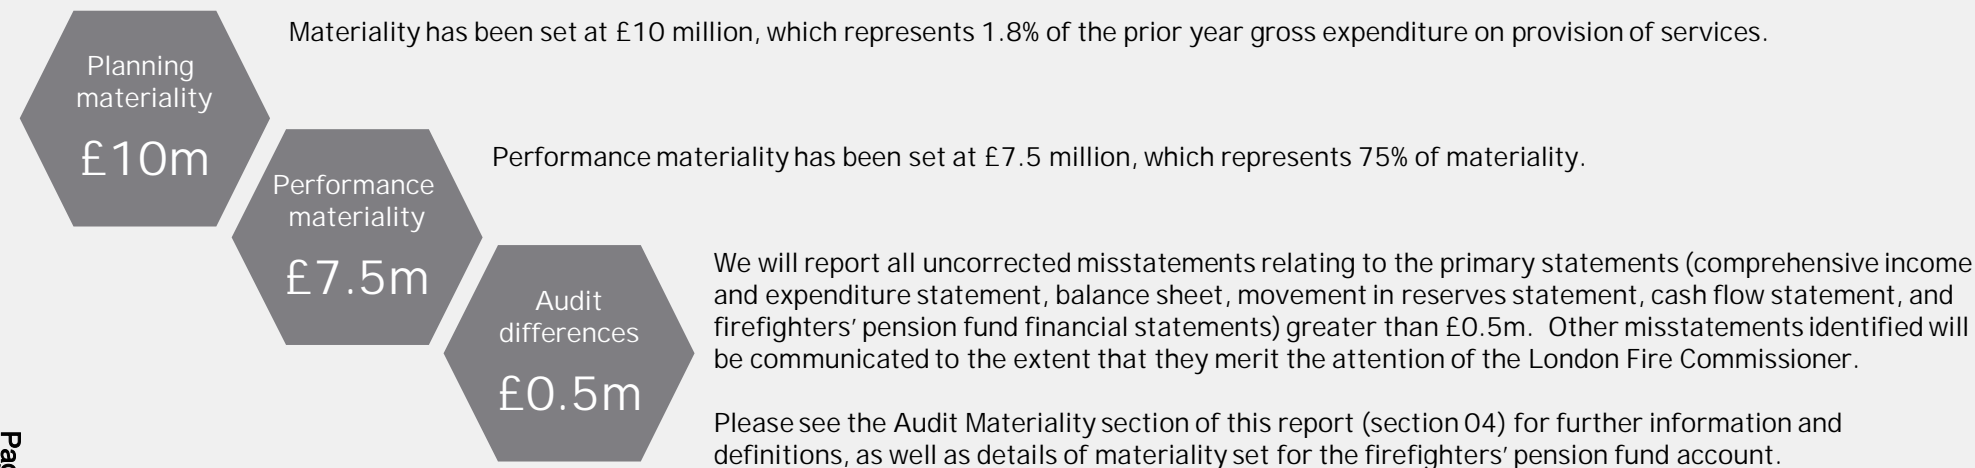 Planning
materiality
£10m
Materiality has been set at £10 million, which represents 1.8% of the prior year gross expenditure on provision of services.
Performance
materiality
£7.5m
Performance materiality has been set at £7.5 million, which represents 75% of materiality.
Audit
differences
£0.5m
We will report all uncorrected misstatements relating to the primary statements (comprehensive income
and expenditure statement, balance sheet, movement in reserves statement, cash flow statement, and
firefighters’ pension fund financial statements) greater than £0.5m. Other misstatements identified will
be communicated to the extent that they merit the attention of the London Fire Commissioner.
Please see the Audit Materiality section of this report (section 04) for further information and
definitions, as well as details of materiality set for the firefighters’ pension fund account.